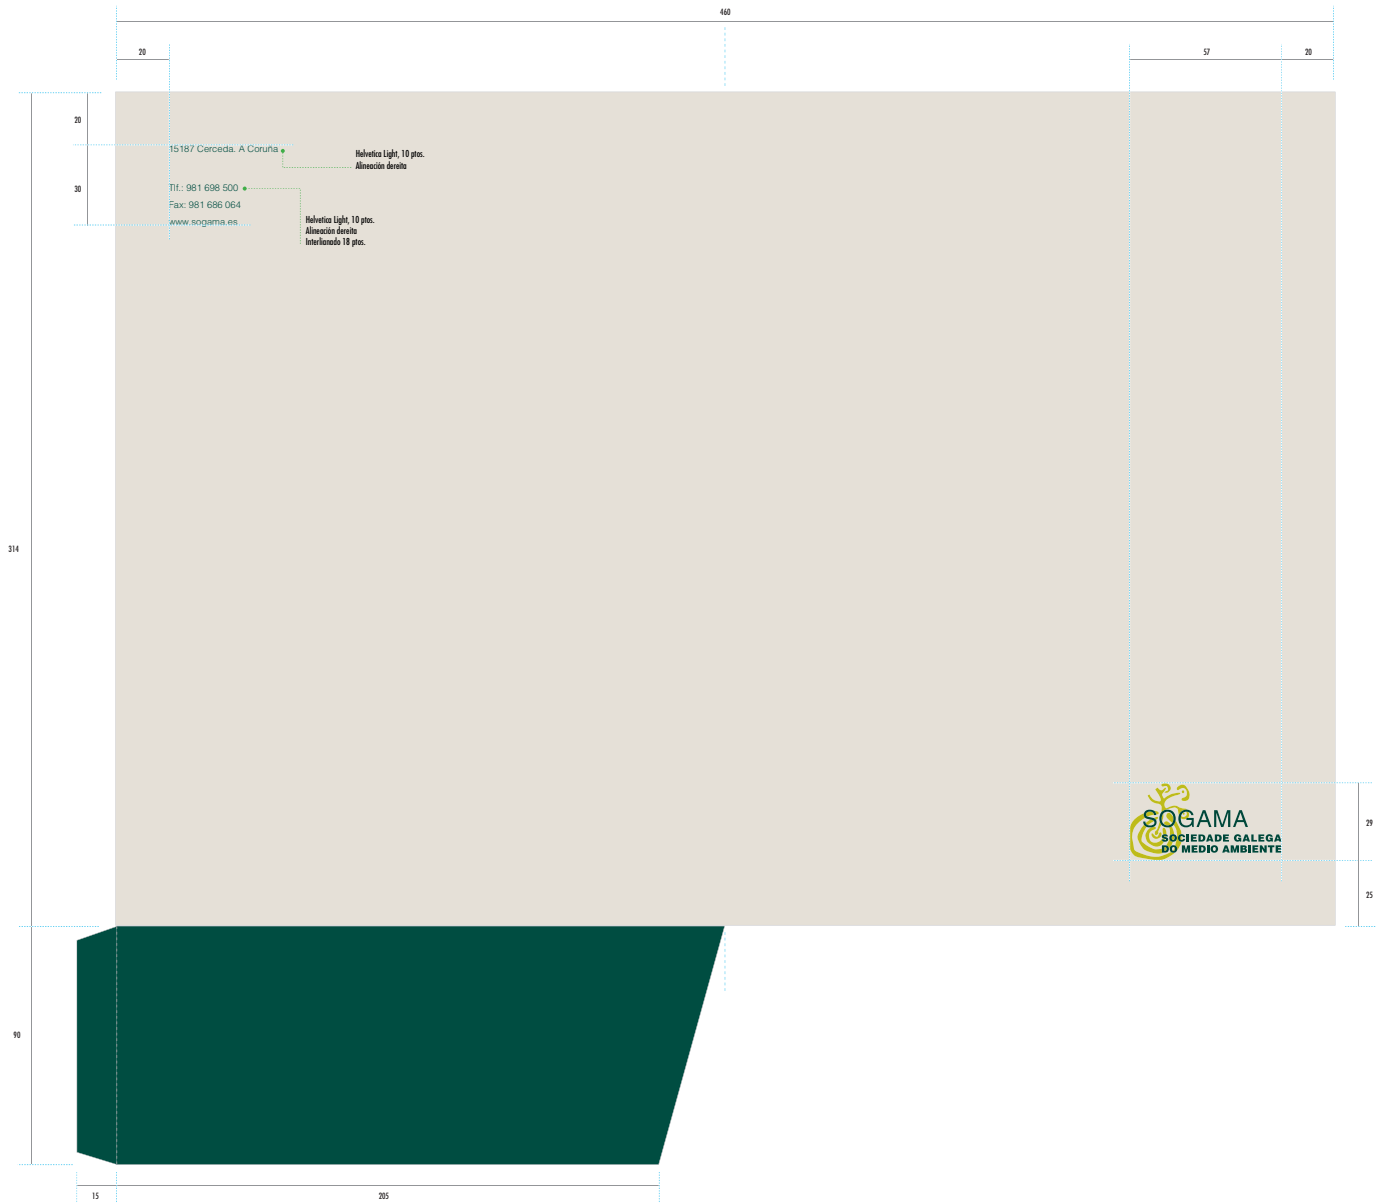 460
20
57
20
20
15187 Cerceda. A Coruña
Helvetica Light, 10 ptos.
Alineación dereita
30
Tlf.: 981 698 500
Fax: 981 686 064
www.sogama.es
Helvetica Light, 10 ptos.
Alineación dereita
Interlianado 18 ptos.
314
SOGAMA
SOCIEDADE GALEGA
DO MEDIO AMBIENTE
29
25
90
15
205